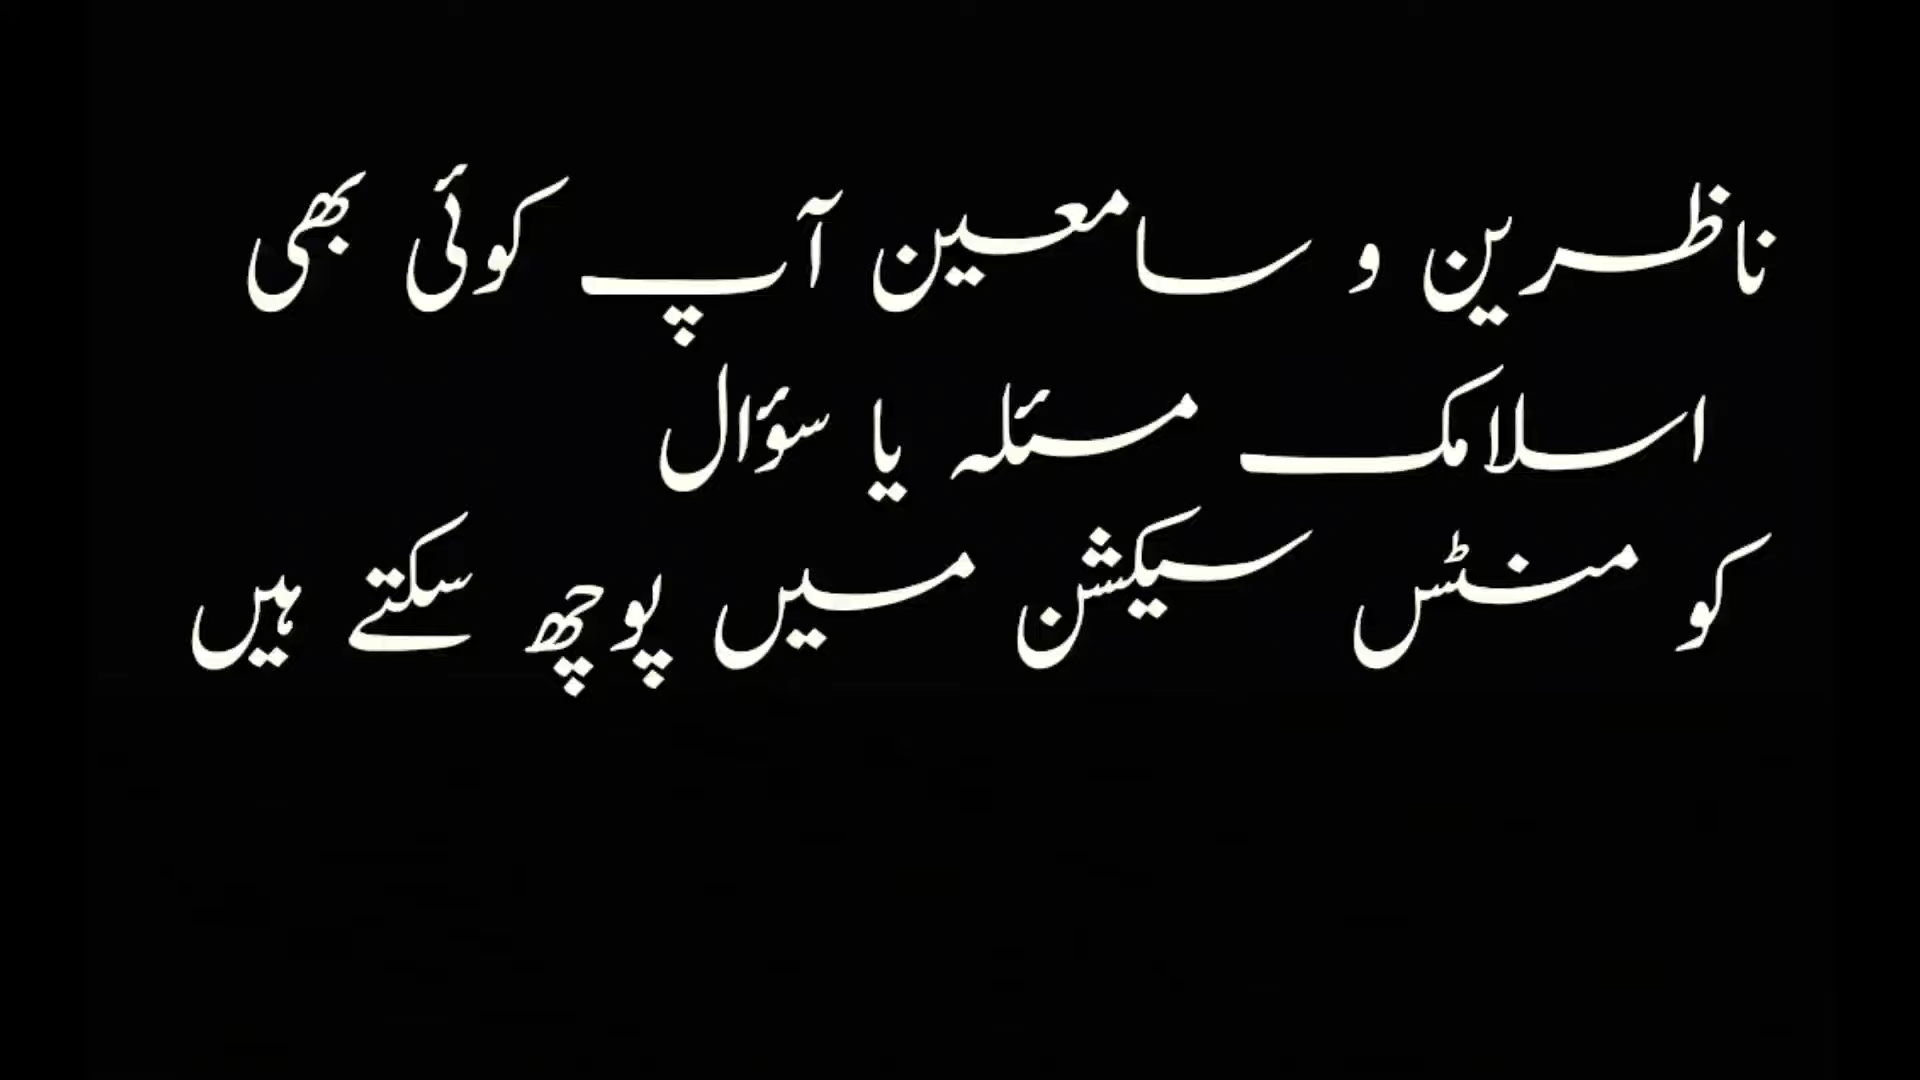 ناظرین و سامعین آپ کوئی بھی
اسلامک مسئلہ یا سؤال
کومنٹس سیکشن میں پوچھ سکتے ہیں